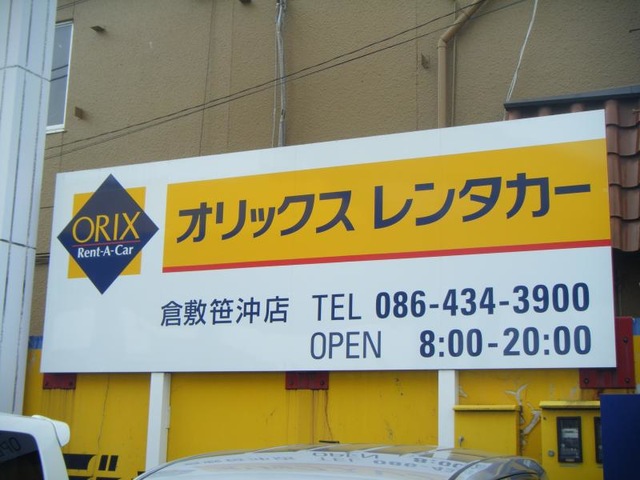 ORIX
Rent-A-Car
オリックス レンタカー
倉敷笹沖店 TEL 086-434-3900
OPEN 8:00-20:00